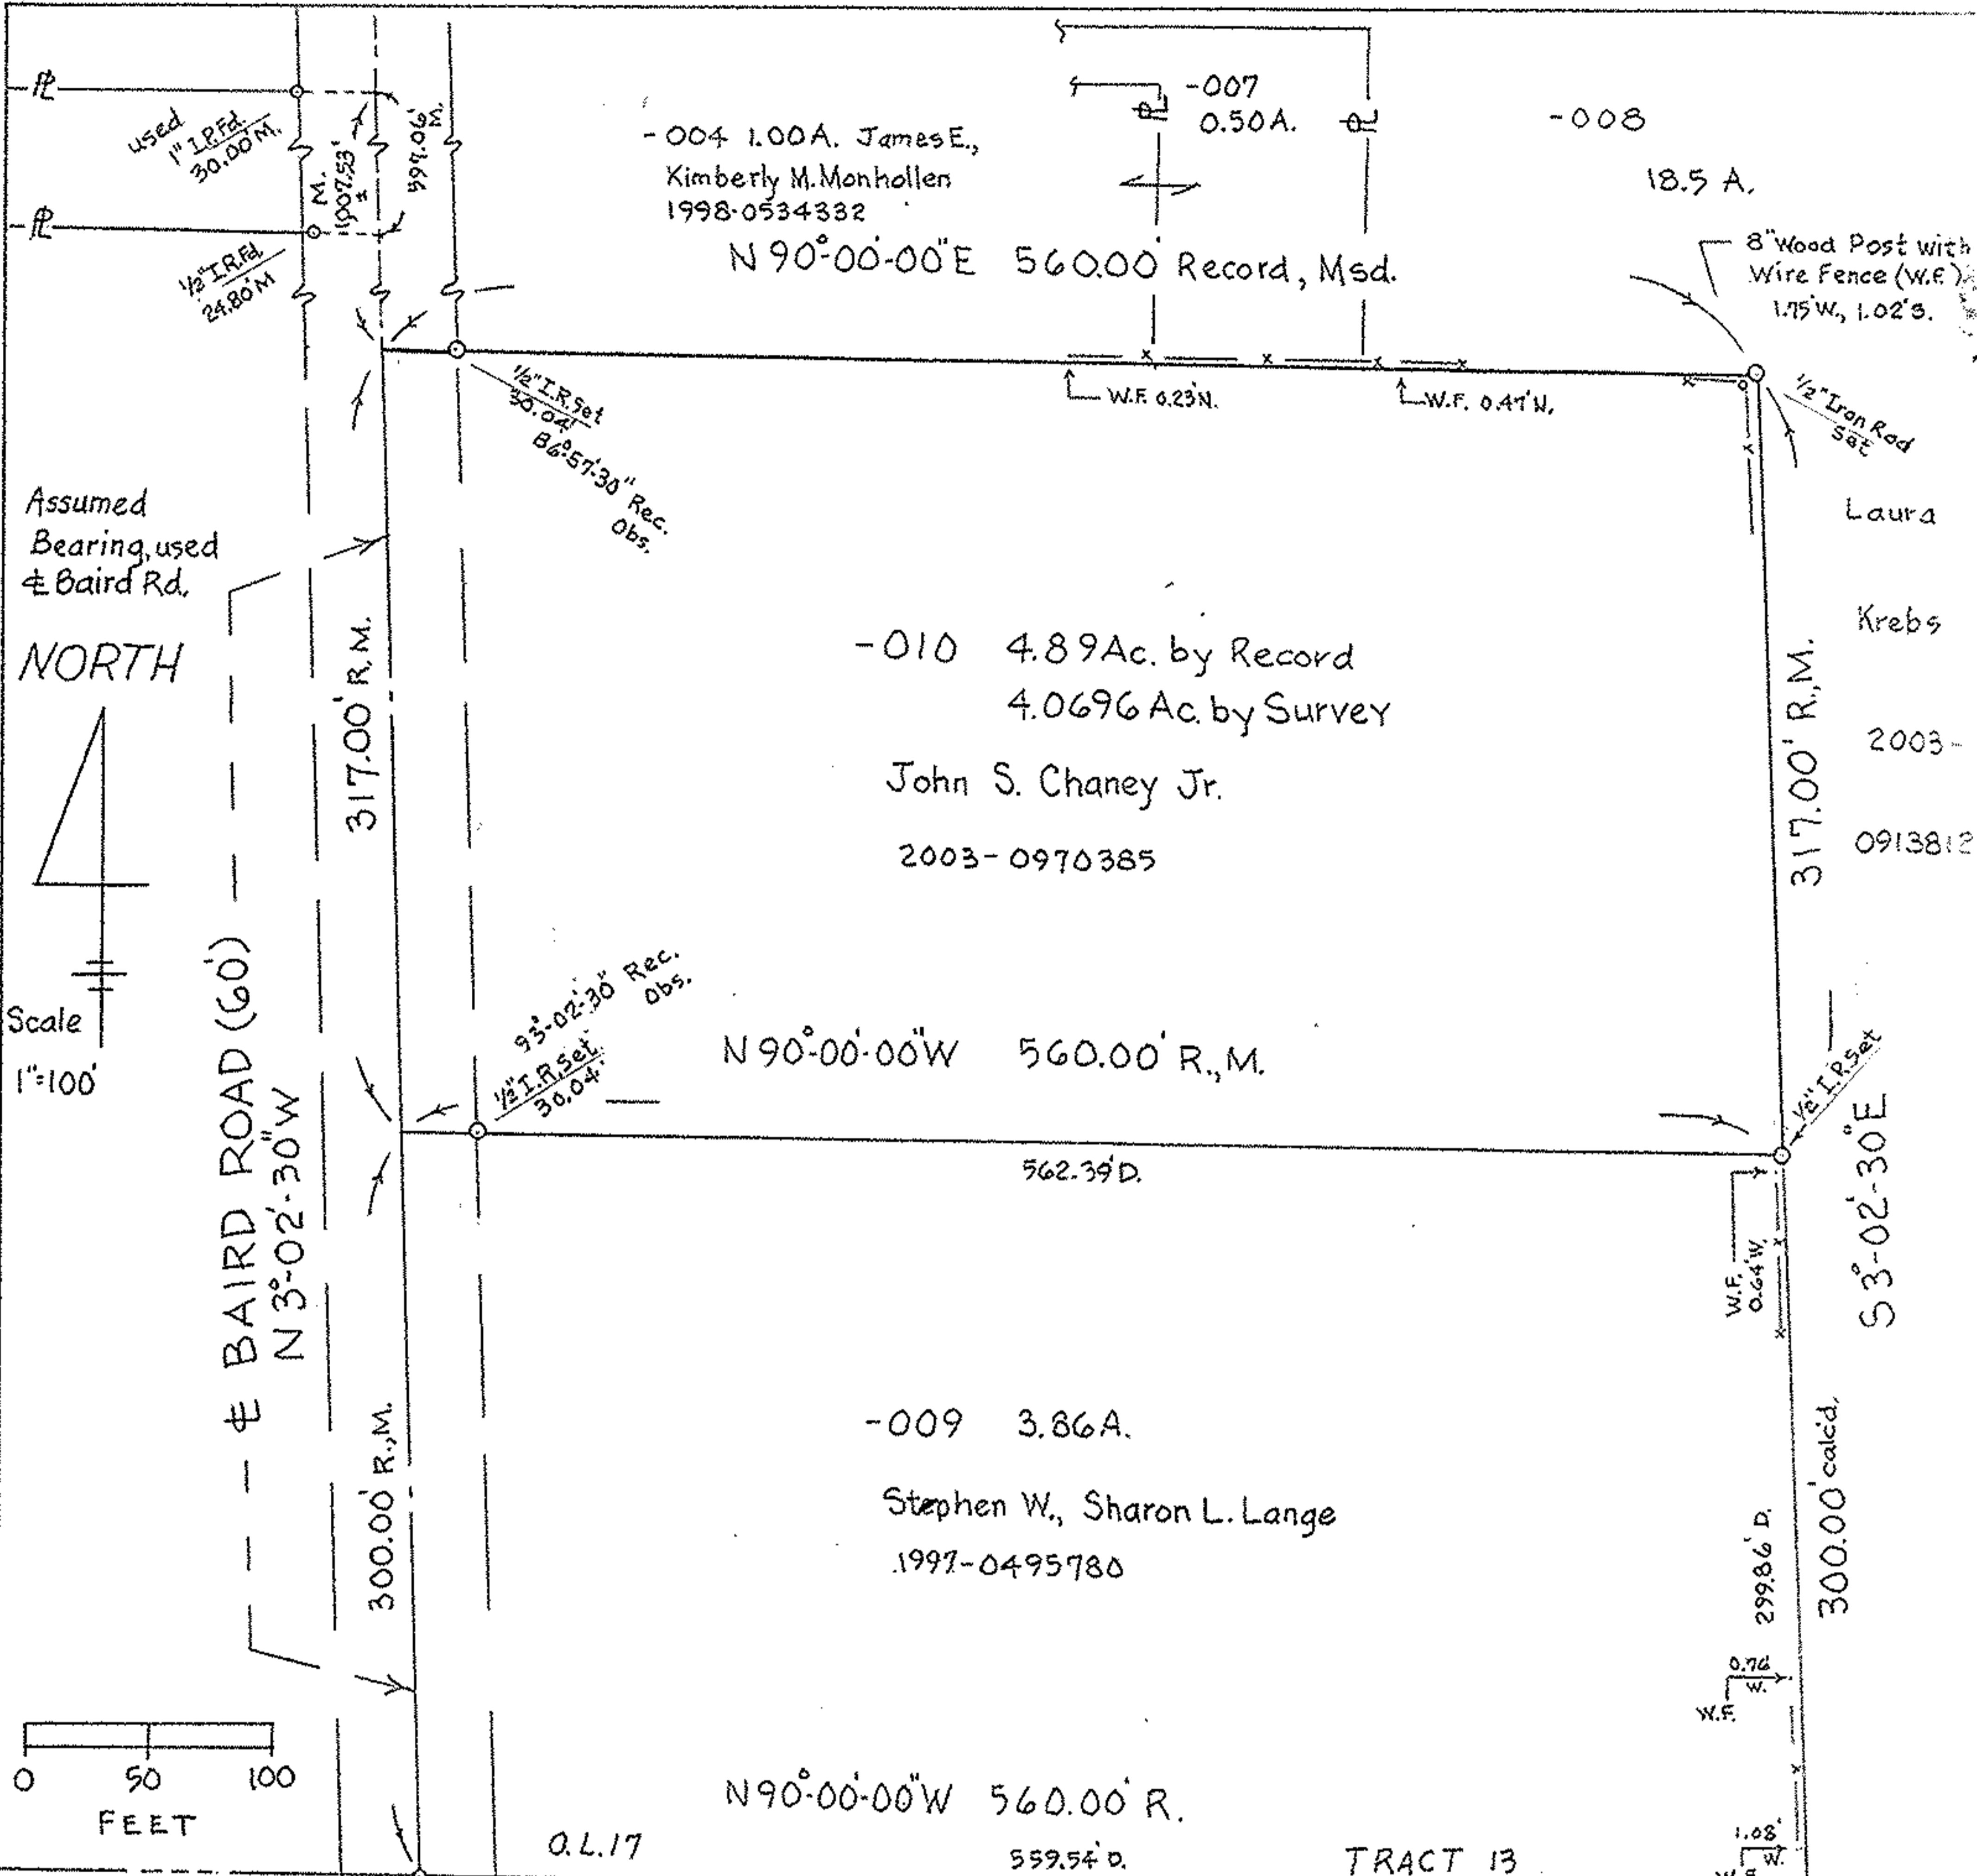 P̶L
used
1" I.P.Fd.
30.00'M.
P̶L
1/2" I.R.Fd.
24.80'M
M.
597.06'
M.
-004 1.00A. James E.,
Kimberly M. Monhollen
1998-0534332
-007
0.50A.
P̶L
P̶L
-008
18.5 A.
N 90°-00'-00"E 560.00' Record, Msd.
8" Wood Post with
Wire Fence (W.F.)
1.75'W., 1.02'S.
1/2" I.R. Set
30.04'
86°-57'-30" Rec.
Obs.
W.F. 0.23'N.
W.F. 0.47'N.
1/2" Iron Rod
Set
Assumed
Bearing, used
℄ Baird Rd.
NORTH
Scale
1"=100'
317.00' R.M.
-010 4.89 Ac. by Record
4.0696 Ac. by Survey
John S. Chaney Jr.
2003-0970385
317.00' R.,M.
Laura
Krebs
2003-
0913812
93°-02'-30" Rec.
Obs.
1/2" I.R. Set
30.04'
N 90°-00'-00"W 560.00' R.,M.
562.39' D.
1/2" I.R. Set
S 3°-02'-30"E
℄ BAIRD ROAD (60')
N 3°-02'-30"W
W.F.
0.64'W.
300.00' R.,M.
-009 3.86A.
Stephen W., Sharon L. Lange
1997-0495780
299.86' D.
300.00' calc'd.
0.76'
W.
W.F.
0 50 100
FEET
N 90°-00'-00"W 560.00' R.
O.L.17
559.54' D.
TRACT 13
1.08'
W.
W.F.